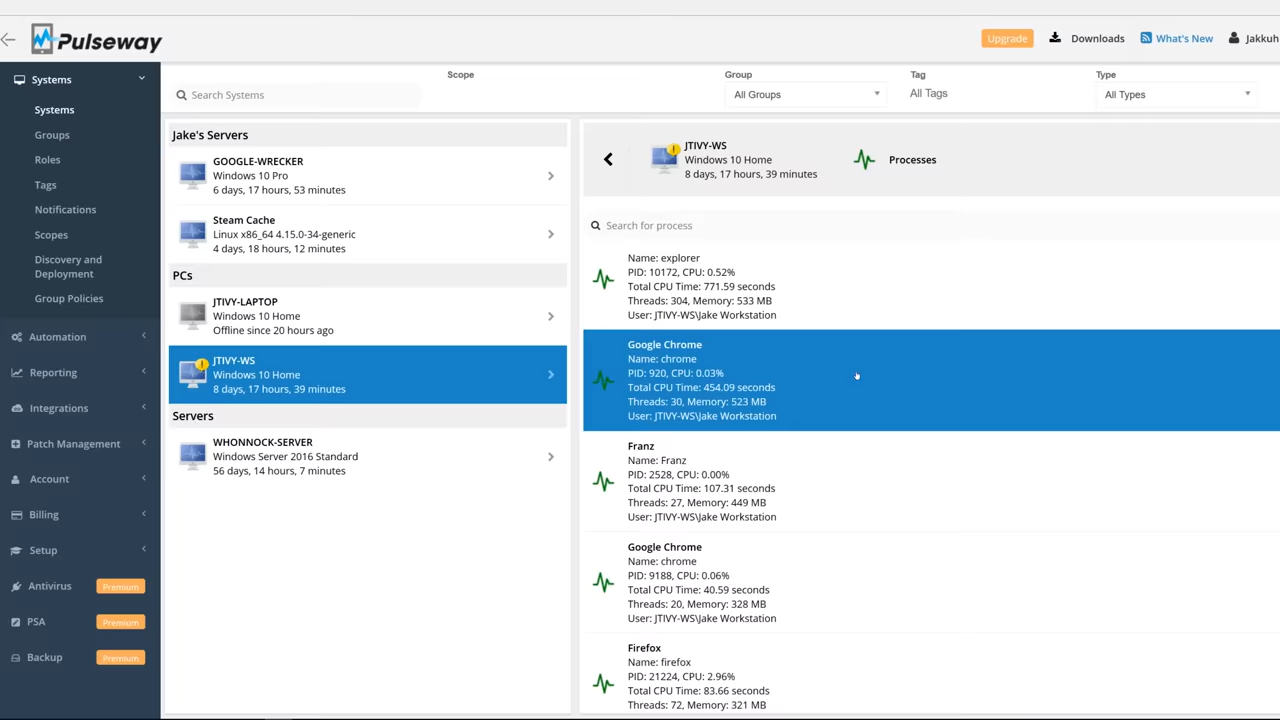 Pulseway
Upgrade
Downloads
What's New
Jakkuh
Systems
Systems
Groups
Roles
Tags
Notifications
Scopes
Discovery and
Deployment
Group Policies
Automation
Reporting
Integrations
Patch Management
Account
Billing
Setup
Antivirus Premium
PSA Premium
Backup Premium
Search Systems
Scope
Group
All Groups
Tag
All Tags
Type
All Types
Jake's Servers
GOOGLE-WRECKER
Windows 10 Pro
6 days, 17 hours, 53 minutes
Steam Cache
Linux x86_64 4.15.0-34-generic
4 days, 18 hours, 12 minutes
PCs
JTIVY-LAPTOP
Windows 10 Home
Offline since 20 hours ago
JTIVY-WS
Windows 10 Home
8 days, 17 hours, 39 minutes
Servers
WHONNOCK-SERVER
Windows Server 2016 Standard
56 days, 14 hours, 7 minutes
JTIVY-WS
Windows 10 Home
8 days, 17 hours, 39 minutes
Processes
Search for process
Name: explorer
PID: 10172, CPU: 0.52%
Total CPU Time: 771.59 seconds
Threads: 304, Memory: 533 MB
User: JTIVY-WS\Jake Workstation
Google Chrome
Name: chrome
PID: 920, CPU: 0.03%
Total CPU Time: 454.09 seconds
Threads: 30, Memory: 523 MB
User: JTIVY-WS\Jake Workstation
Franz
Name: Franz
PID: 2528, CPU: 0.00%
Total CPU Time: 107.31 seconds
Threads: 27, Memory: 449 MB
User: JTIVY-WS\Jake Workstation
Google Chrome
Name: chrome
PID: 9188, CPU: 0.06%
Total CPU Time: 40.59 seconds
Threads: 20, Memory: 328 MB
User: JTIVY-WS\Jake Workstation
Firefox
Name: firefox
PID: 21224, CPU: 2.96%
Total CPU Time: 83.66 seconds
Threads: 72, Memory: 321 MB